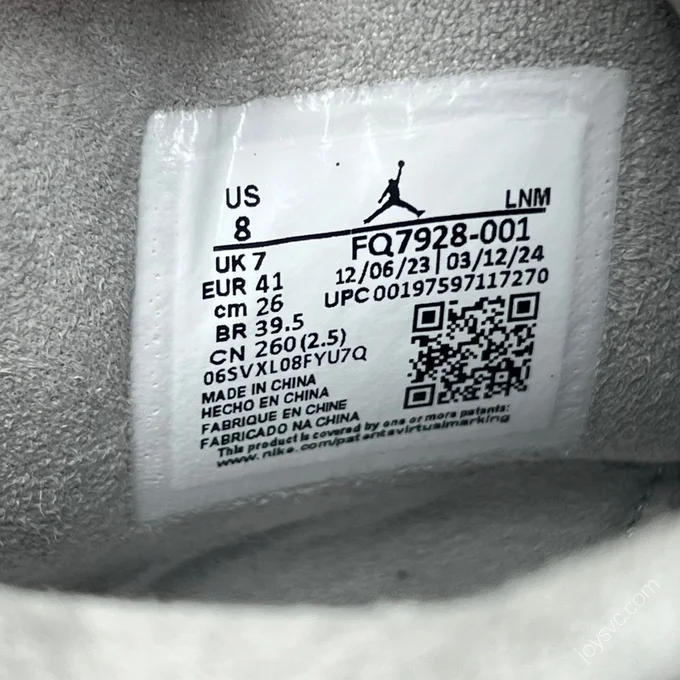 US
8
LNM
FQ7928-001
UK 7
12/06/23|03/12/24
EUR 41
UPC 00197597117270
cm 26
BR 39.5
CN 260 (2.5)
06SVXL08FYU7Q
MADE IN CHINA
HECHO EN CHINA
FABRIQUE EN CHINE
FABRICADO NA CHINA
This product is covered by one or more patents:
www.nike.com/patentsvirtualmarking
joysvc.com